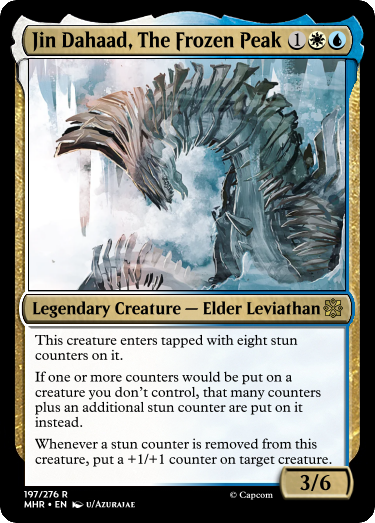 Jin Dahaad, The Frozen Peak 1
Legendary Creature — Elder Leviathan
This creature enters tapped with eight stun
counters on it.
If one or more counters would be put on a
creature you don't control, that many counters
plus an additional stun counter are put on it
instead.
Whenever a stun counter is removed from this
creature, put a +1/+1 counter on target creature.
3/6
197/276 R
MHR • EN u/Azurajae
© Capcom